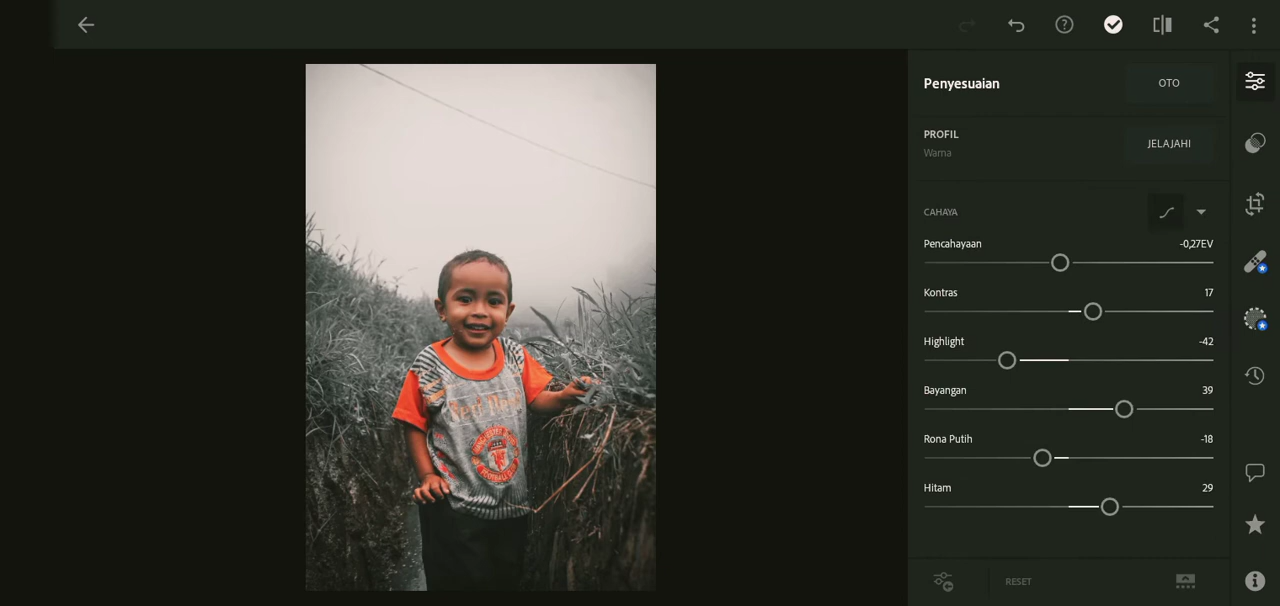 Penyesuaian
OTO
PROFIL
Warna
JELAJAHI
CAHAYA
Pencahayaan -0,27EV
Kontras 17
Highlight -42
Bayangan 39
Rona Putih -18
Hitam 29
RESET